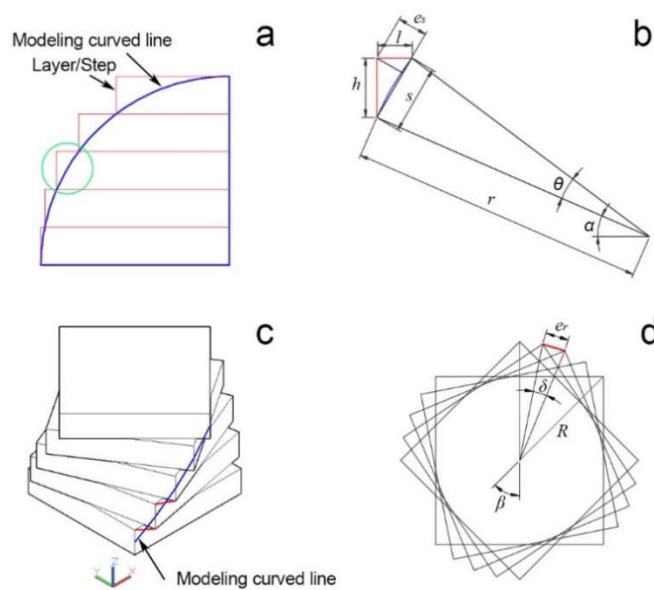 Modeling curved line
a
Layer/Step
b
es
l
h
s
θ
r
α
c
Z
Y
X
Modeling curved line
d
er
δ
R
β